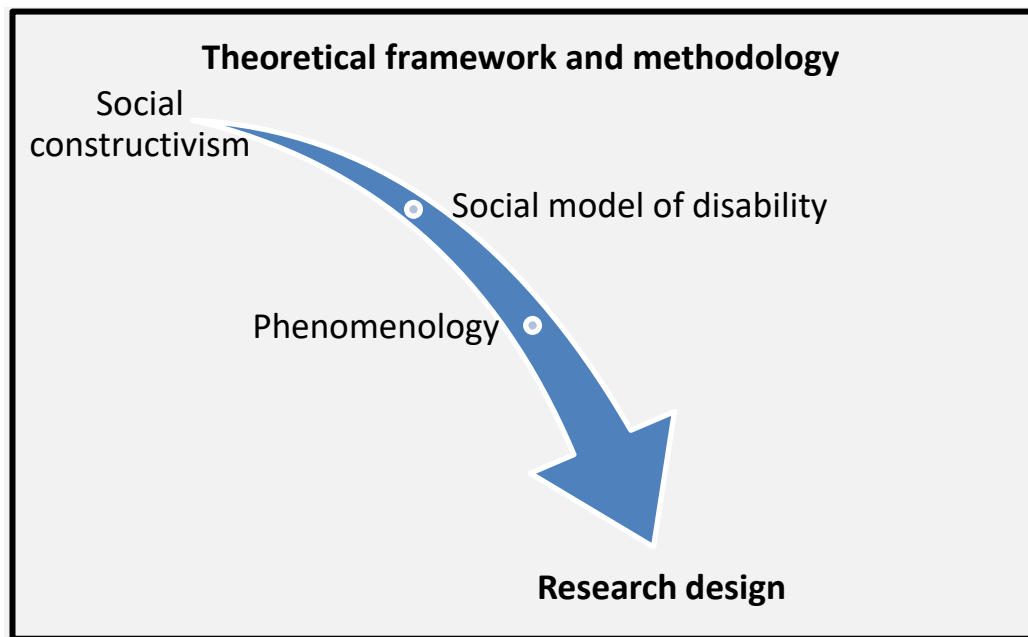 Theoretical framework and methodology
Social
constructivism
Social model of disability
Phenomenology
Research design